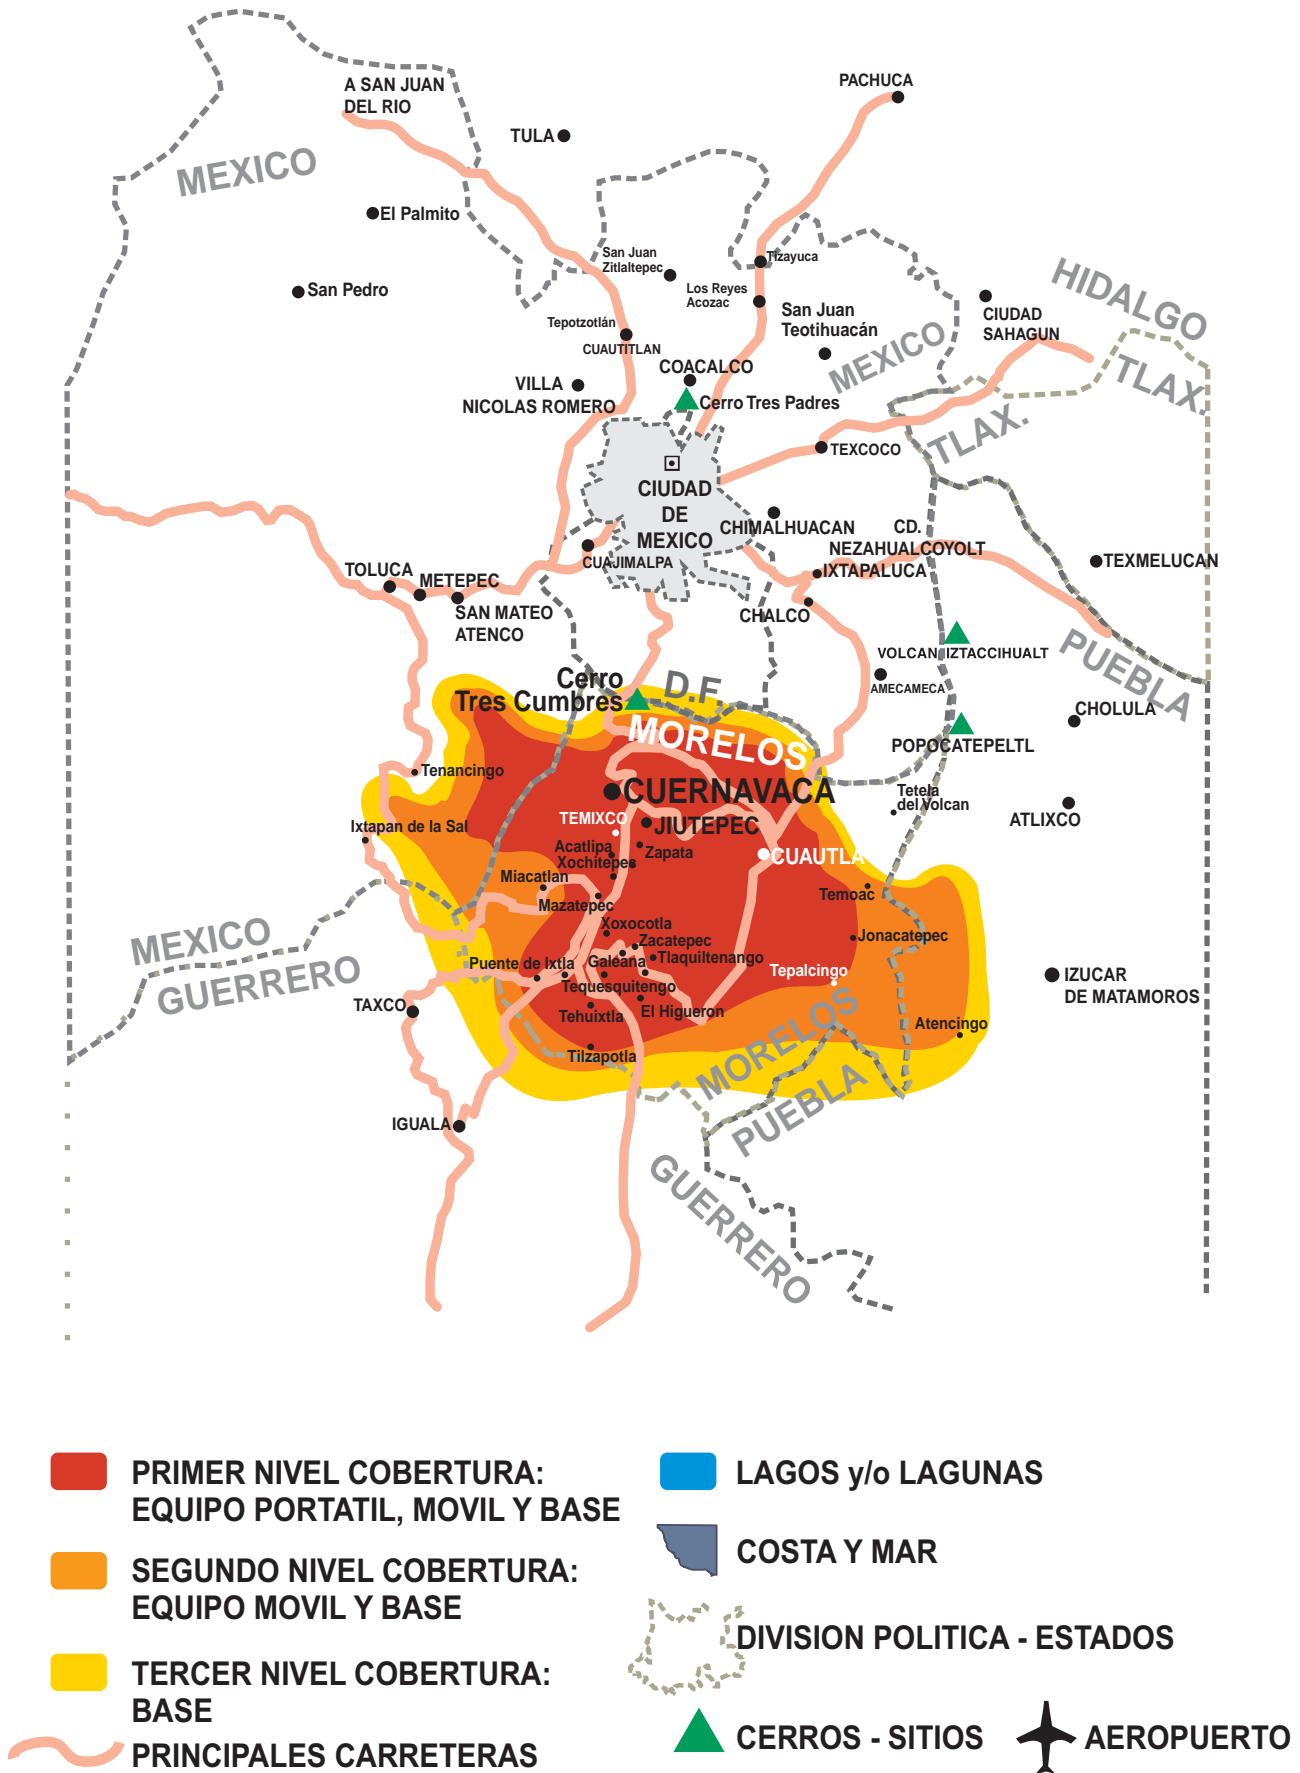 PACHUCA
A SAN JUAN
DEL RIO
TULA
MEXICO
El Palmito
San Juan
Zitlaltepec
Tizayuca
HIDALGO
San Pedro
Los Reyes
Acozac
San Juan
Teotihuacán
CIUDAD
SAHAGUN
Tepotzotlán
CUAUTITLAN
MEXICO
TLAX.
COACALCO
VILLA
NICOLAS ROMERO
Cerro Tres Padres
TLAX.
TEXCOCO
CIUDAD
DE
MEXICO
CHIMALHUACAN
CD.
NEZAHUALCOYOLT
IXTAPALUCA
CUAJIMALPA
TEXMELUCAN
TOLUCA
METEPEC
SAN MATEO
ATENCO
CHALCO
VOLCAN IZTACCIHUALT
PUEBLA
Cerro
Tres Cumbres
D.F.
AMECAMECA
CHOLULA
MORELOS
POPOCATEPELTL
Tenancingo
CUERNAVACA
Tetela
del Volcan
ATLIXCO
Ixtapan de la Sal
TEMIXCO
JIUTEPEC
Acatlipa
Zapata
Xochitepec
CUAUTLA
Miacatlan
Temoac
Mazatepec
MEXICO
Xoxocotla
Zacatepec
Jonacatepec
GUERRERO
Puente de Ixtla
Galeana
Tlaquiltenango
Tepalcingo
IZUCAR
DE MATAMOROS
Tequesquitengo
TAXCO
Tehuixtla
El Higueron
Atencingo
Tilzapotla
MORELOS
PUEBLA
IGUALA
GUERRERO
PRIMER NIVEL COBERTURA:
EQUIPO PORTATIL, MOVIL Y BASE
SEGUNDO NIVEL COBERTURA:
EQUIPO MOVIL Y BASE
TERCER NIVEL COBERTURA:
BASE
PRINCIPALES CARRETERAS
LAGOS y/o LAGUNAS
COSTA Y MAR
DIVISION POLITICA - ESTADOS
CERROS - SITIOS
AEROPUERTO